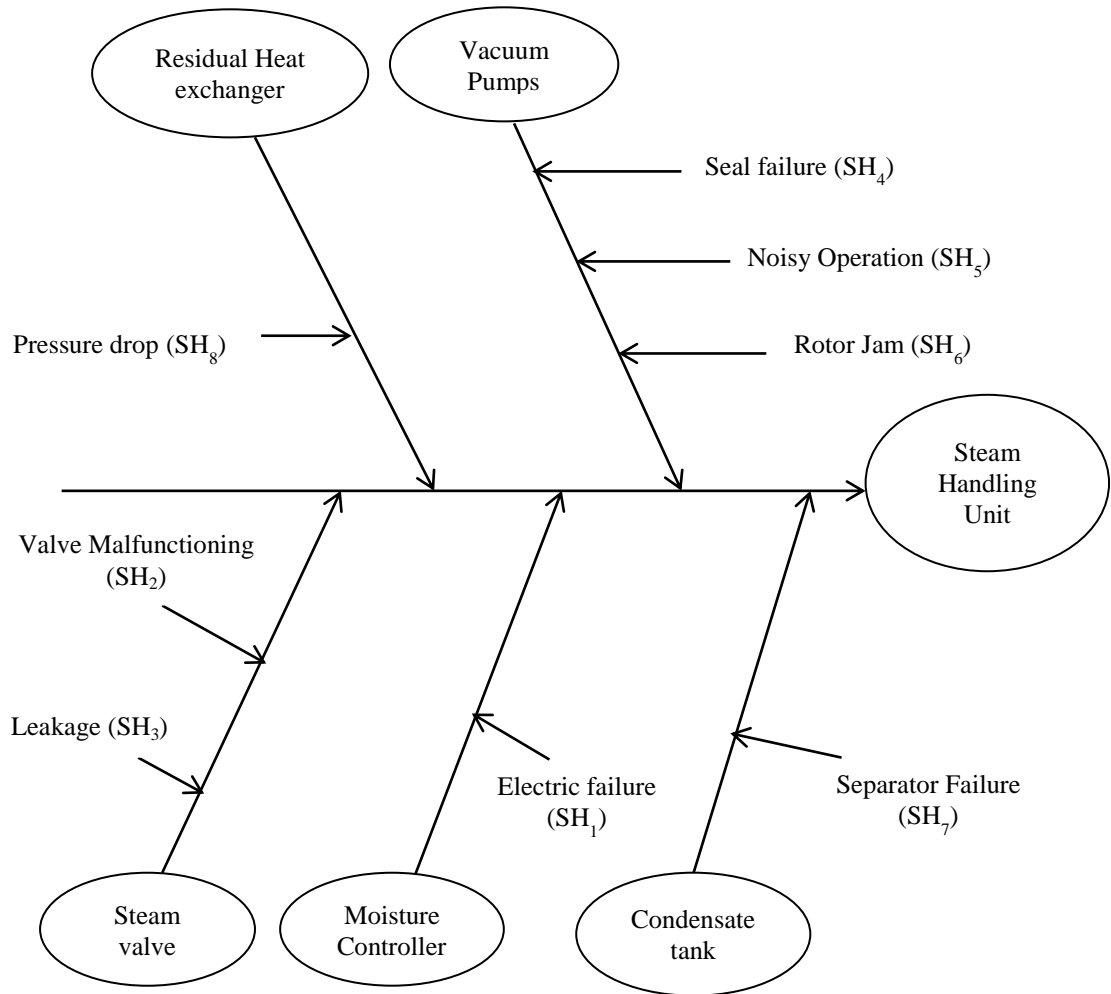 Residual Heat
exchanger
Vacuum
Pumps
Seal failure (SH₄)
Noisy Operation (SH₅)
Pressure drop (SH₈)
Rotor Jam (SH₆)
Steam
Handling
Unit
Valve Malfunctioning
(SH₂)
Leakage (SH₃)
Electric failure
(SH₁)
Separator Failure
(SH₇)
Steam
valve
Moisture
Controller
Condensate
tank